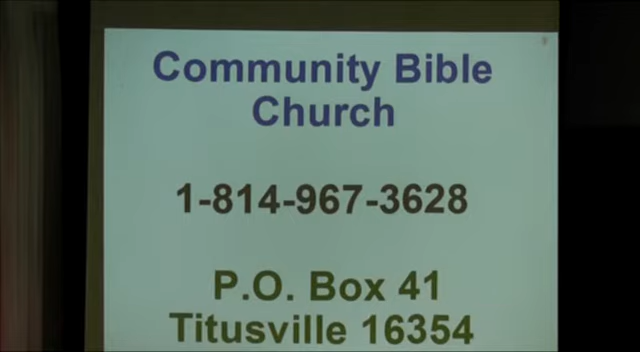 Community Bible
Church
1-814-967-3628
P.O. Box 41
Titusville 16354